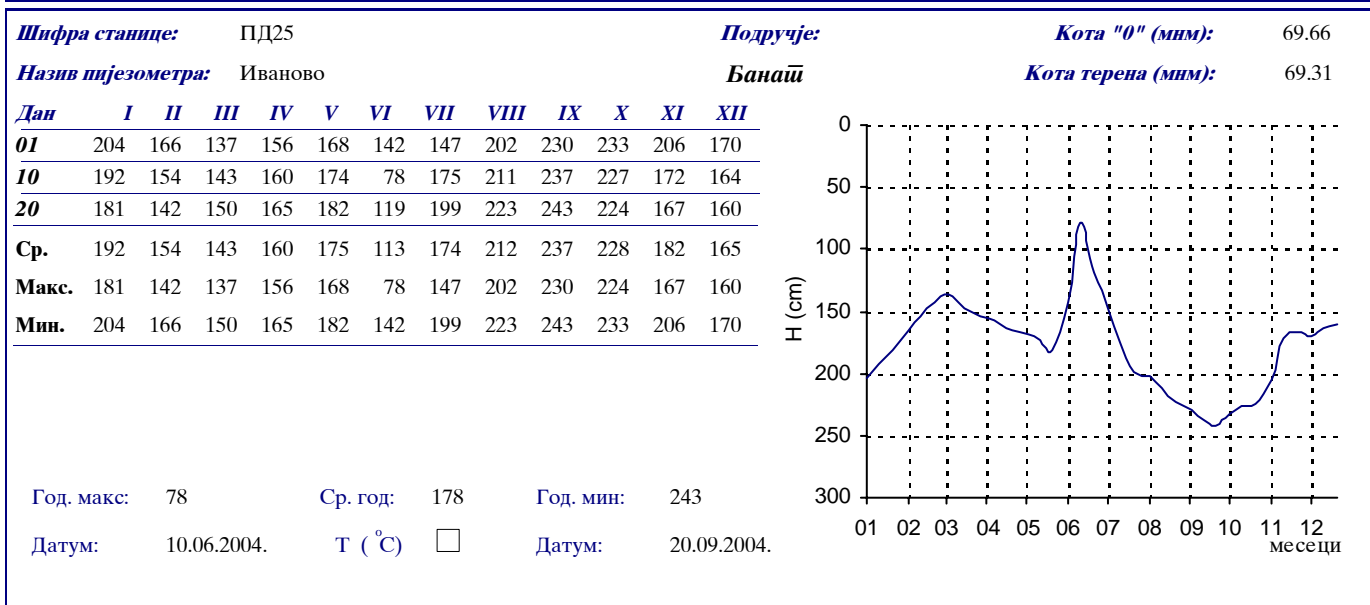 Шифра станице: ПД25 Подручје: Кота "0" (мнм): 69.66
Назив пијезометра: Иваново Банат Кота терена (мнм): 69.31
Дан I II III IV V VI VII VIII IX X XI XII
01 204 166 137 156 168 142 147 202 230 233 206 170
10 192 154 143 160 174 78 175 211 237 227 172 164
20 181 142 150 165 182 119 199 223 243 224 167 160
Ср. 192 154 143 160 175 113 174 212 237 228 182 165
Макс. 181 142 137 156 168 78 147 202 230 224 167 160
Мин. 204 166 150 165 182 142 199 223 243 233 206 170
Год. макс: 78 Ср. год: 178 Год. мин: 243
Датум: 10.06.2004. Т ( °C) Датум: 20.09.2004.
0
50
100
150
200
250
300
H (cm)
01 02 03 04 05 06 07 08 09 10 11 12
месеци